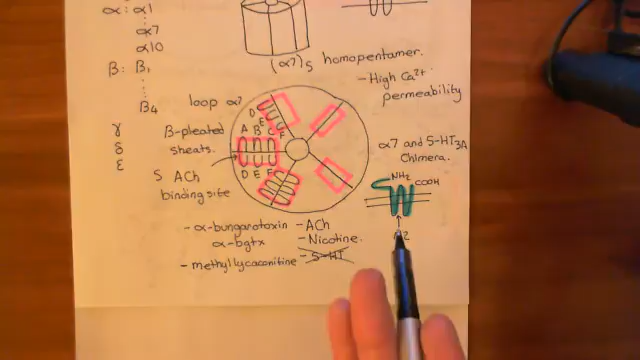 α: α1
α7
α10
β: β1
β4
γ
δ
ε
(α7)5 homopentamer.
- High Ca2+ permeability
loop α7
β-pleated
sheats.
5 ACh
binding site
D
E
A B C F
D E F
α7 and 5-HT3A
Chimera.
NH2
COOH
- α-bungarotoxin
α-bgtx
- methyllycaconitine
- ACh
- Nicotine.
- 5-HT